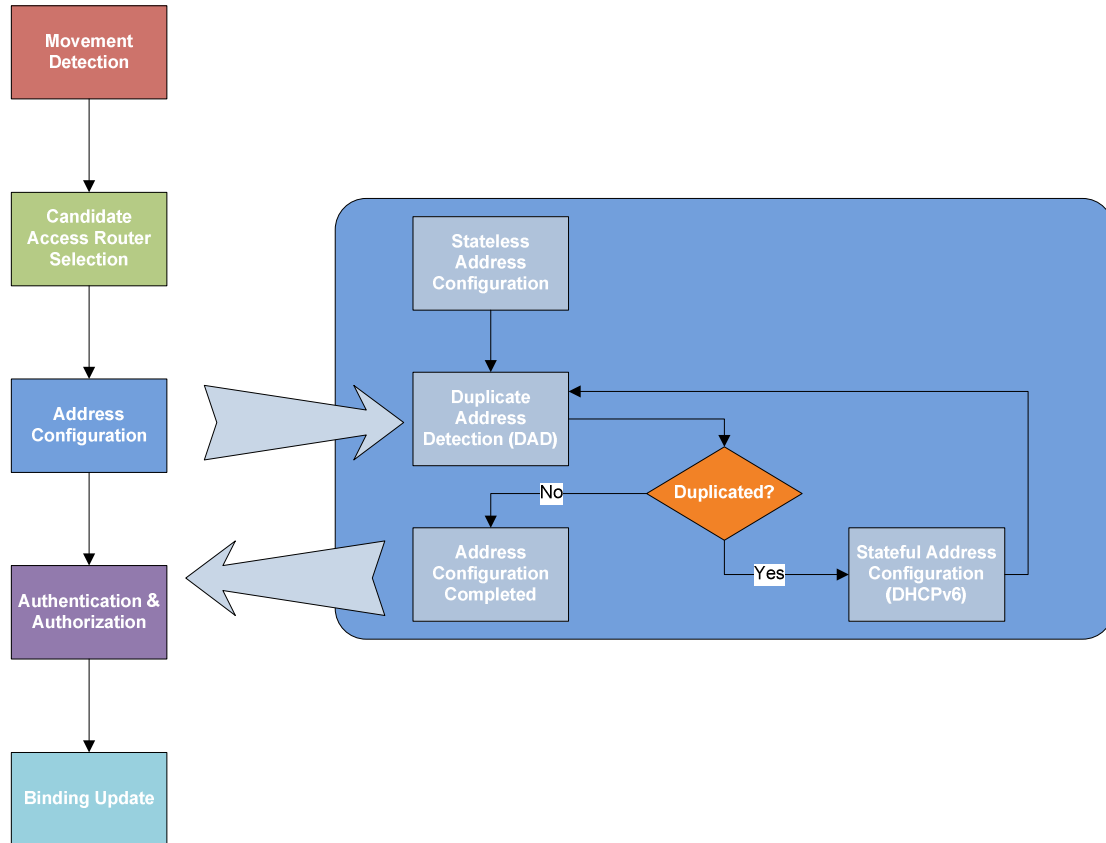 Movement
Detection
Candidate
Access Router
Selection
Address
Configuration
Authentication &
Authorization
Binding Update
Stateless
Address
Configuration
Duplicate
Address
Detection (DAD)
Duplicated?
No
Yes
Address
Configuration
Completed
Stateful Address
Configuration
(DHCPv6)